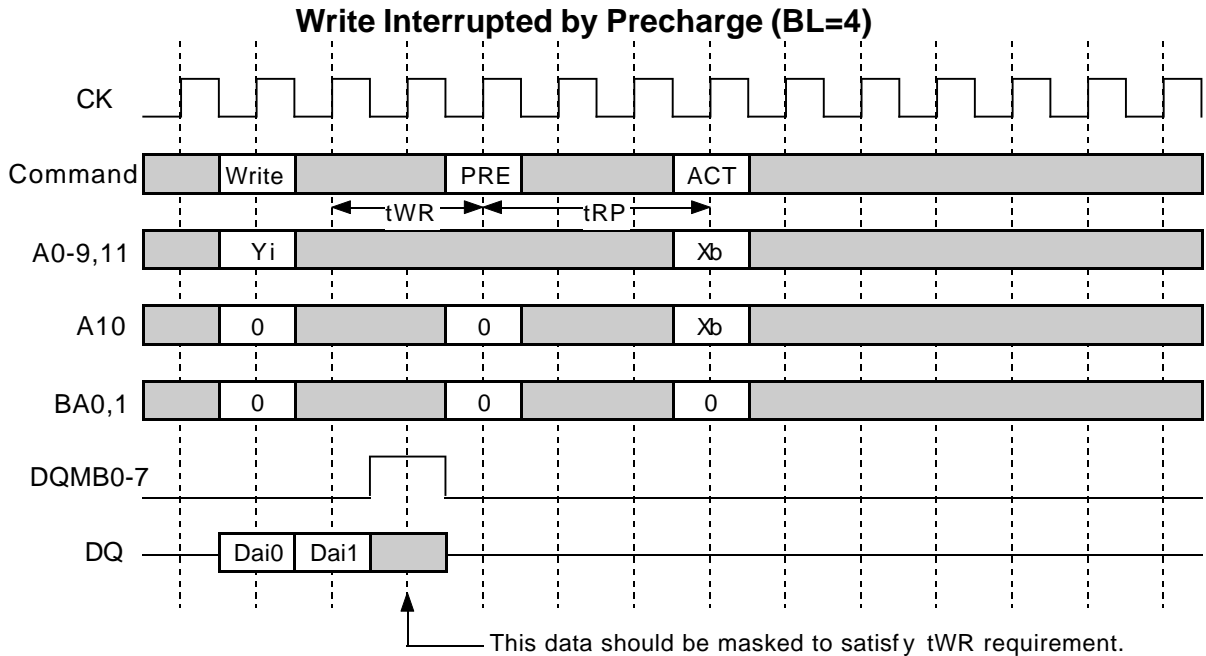 Write Interrupted by Precharge (BL=4)
CK
Command Write PRE ACT
tWR tRP
A0-9,11 Yi Xb
A10 0 0 Xb
BA0,1 0 0 0
DQMB0-7
DQ Dai0 Dai1
This data should be masked to satisfy tWR requirement.